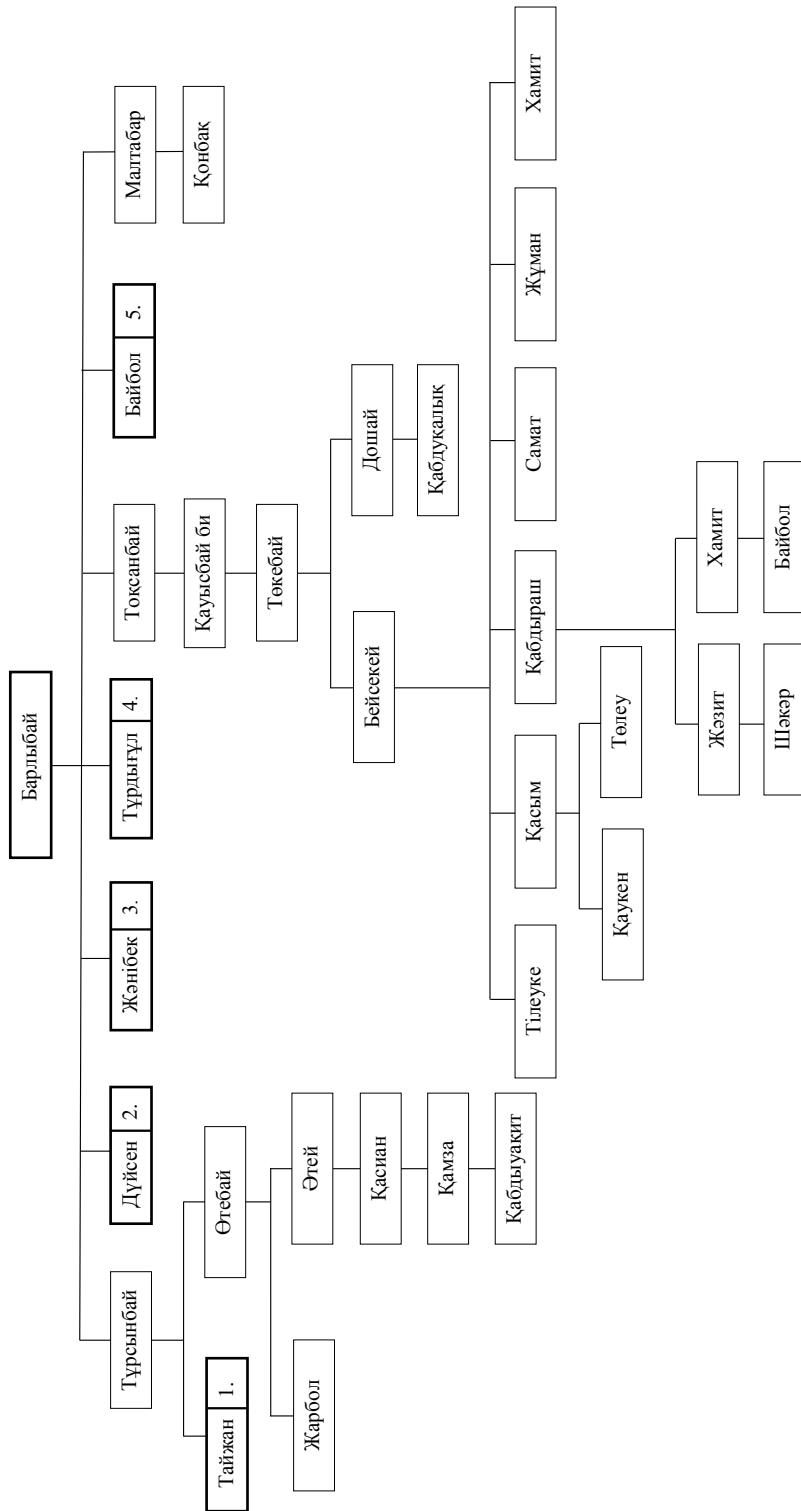 Барлыбай
Тұрсынбай
Дүйсен 2.
Жәнібек 3.
Тұрдығұл 4.
Тоқсанбай
Байбол 5.
Малтабар
Тайжан 1.
Өтебай
Қауысбай би
Қонбақ
Төкебай
Жарбол
Әтей
Бейсекей
Дошай
Қасиан
Қабдуқалық
Қамза
Қабдыуакит
Тілеуке
Қасым
Қабдыраш
Самат
Жұман
Хамит
Қаукен
Төлеу
Жәзит
Хамит
Шәкәр
Байбол